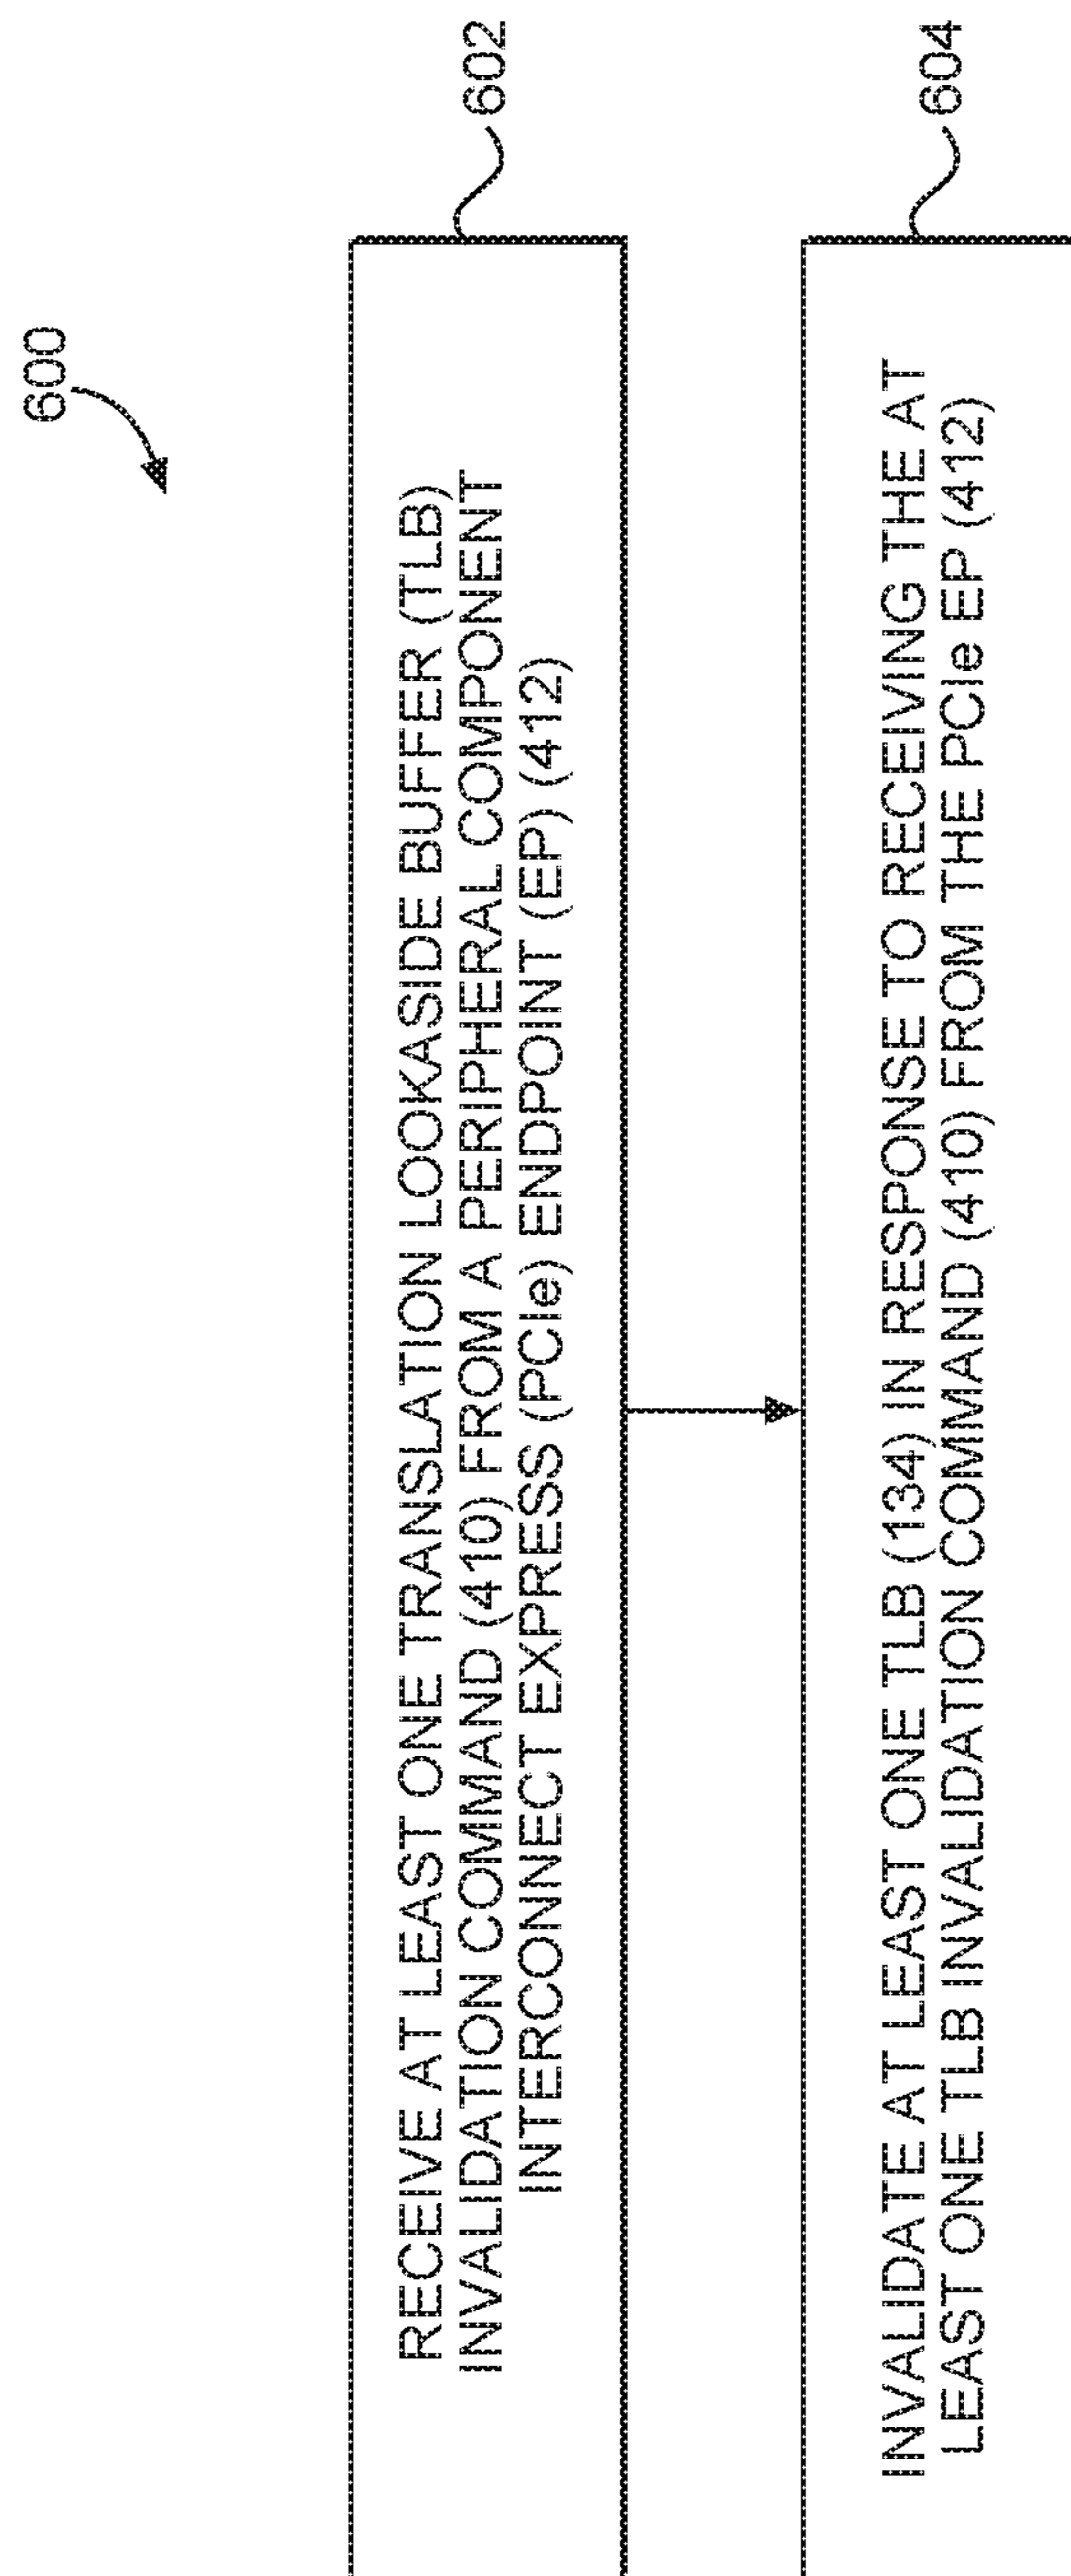 600
RECEIVE AT LEAST ONE TRANSLATION LOOKASIDE BUFFER (TLB)
INVALIDATION COMMAND (410) FROM A PERIPHERAL COMPONENT
INTERCONNECT EXPRESS (PCIe) ENDPOINT (EP) (412)
602
INVALIDATE AT LEAST ONE TLB (134) IN RESPONSE TO RECEIVING THE AT
LEAST ONE TLB INVALIDATION COMMAND (410) FROM THE PCIe EP (412)
604